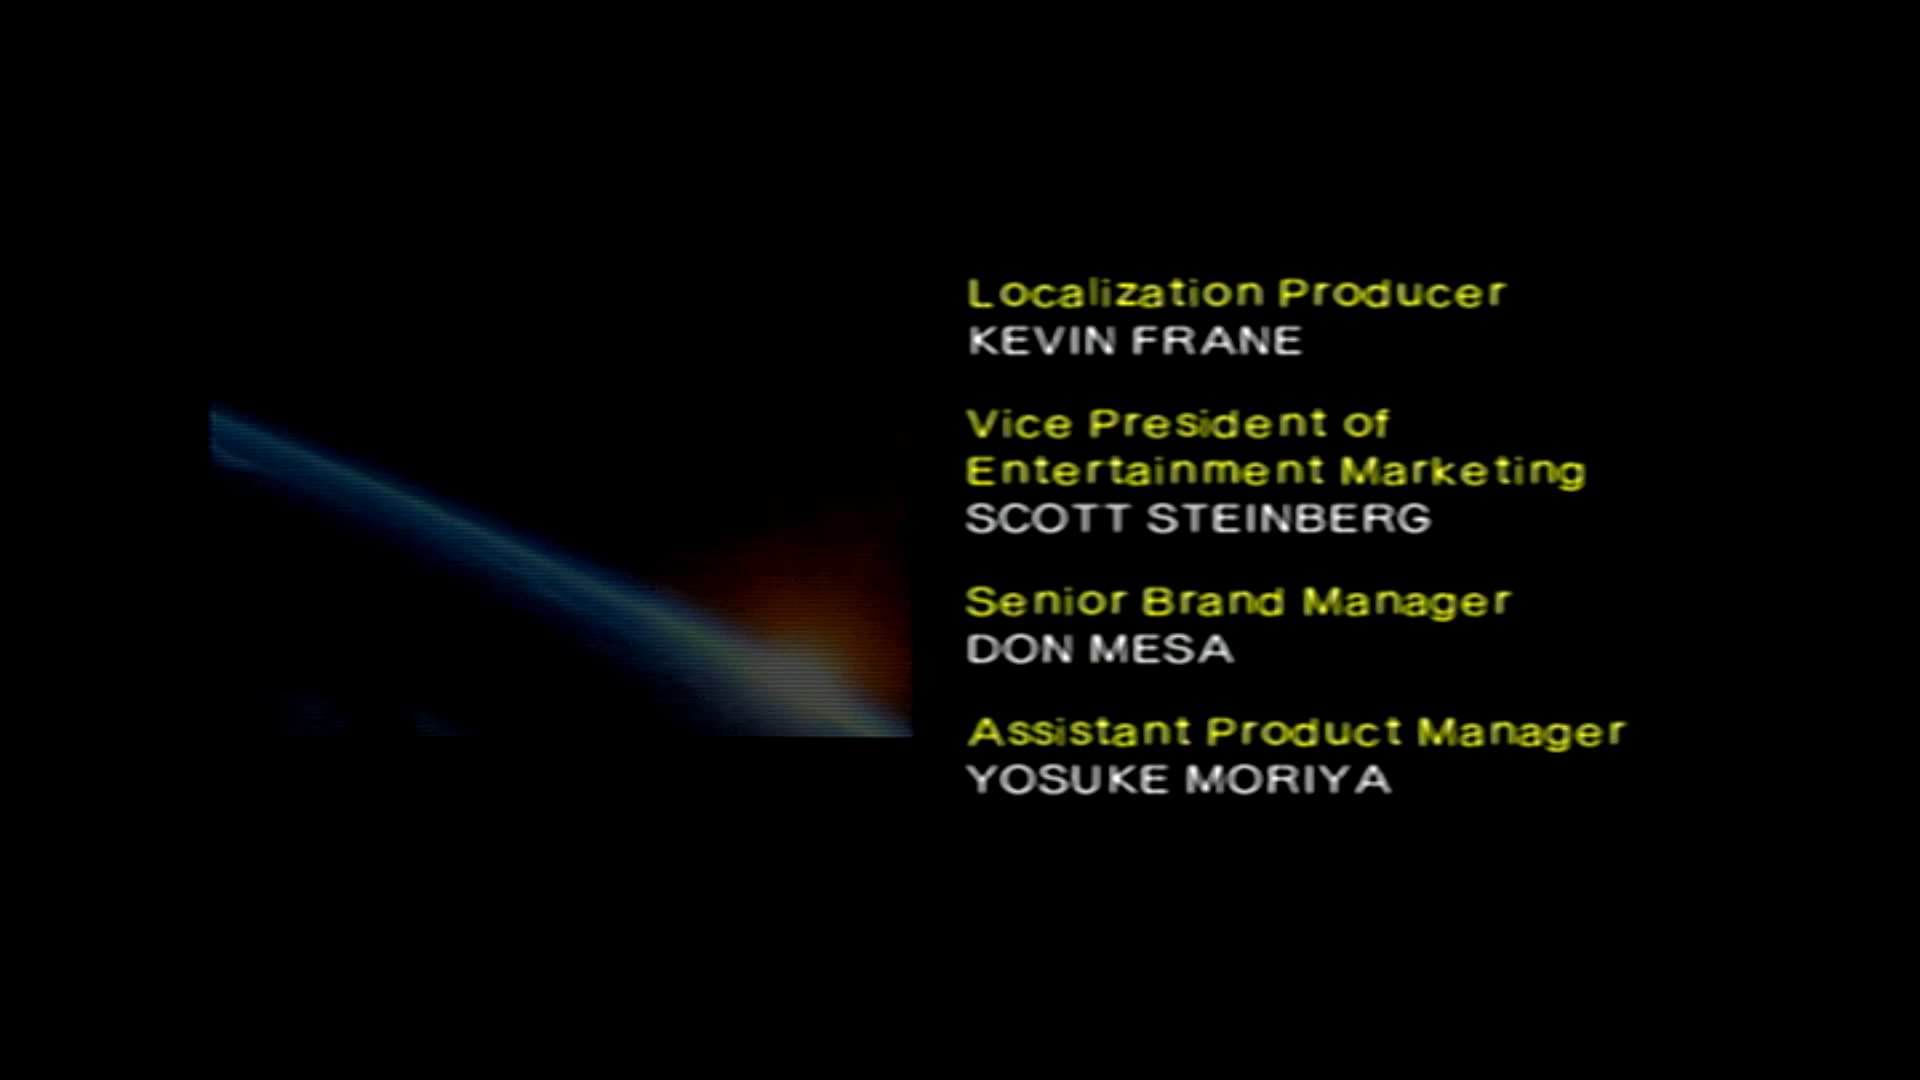 Localization Producer
KEVIN FRANE
Vice President of
Entertainment Marketing
SCOTT STEINBERG
Senior Brand Manager
DON MESA
Assistant Product Manager
YOSUKE MORIYA